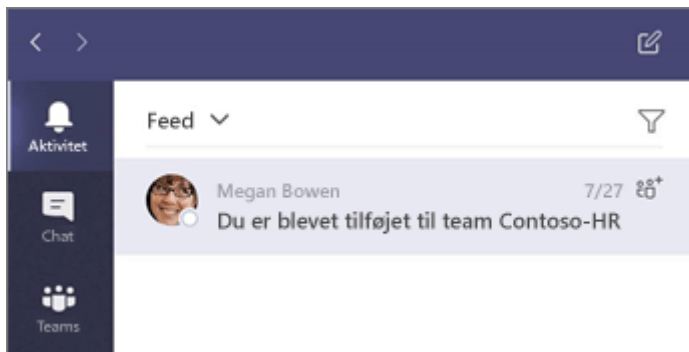 Aktivitet
Chat
Teams
Feed
Megan Bowen 7/27
Du er blevet tilføjet til team Contoso-HR